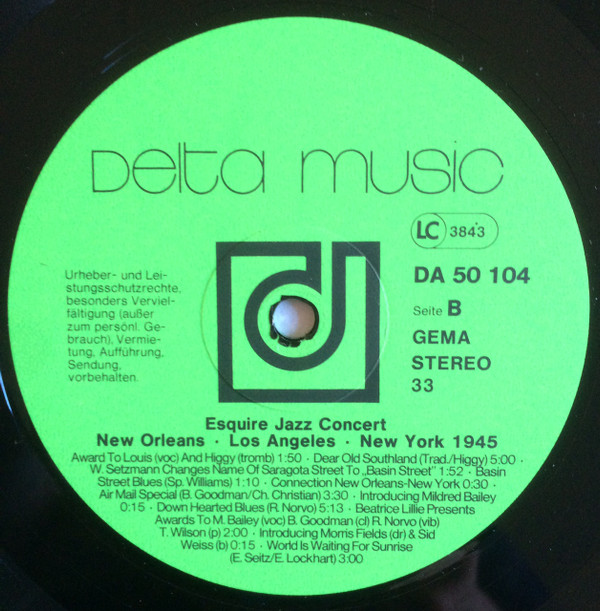 Delta music
LC 3843
DA 50 104
Seite B
GEMA
STEREO
33
Urheber- und Lei-
stungsschutzrechte,
besonders Verviel-
fältigung (außer
zum persönl. Ge-
brauch), Vermie-
tung, Aufführung,
Sendung,
vorbehalten.
Esquire Jazz Concert
New Orleans · Los Angeles · New York 1945
Award To Louis (voc) And Higgy (tromb) 1:50 · Dear Old Southland (Trad./Higgy) 5:00 ·
W. Setzmann Changes Name Of Saragota Street To „Basin Street" 1:52 · Basin
Street Blues (Sp. Williams) 1:10 · Connection New Orleans-New York 0:30 ·
Air Mail Special (B. Goodman/Ch. Christian) 3:30 · Introducing Mildred Bailey
0:15 · Down Hearted Blues (R. Norvo) 5:13 · Beatrice Lillie Presents
Awards To M. Bailey (voc) B. Goodman (cl) R. Norvo (vib)
T. Wilson (p) 2:00 · Introducing Morris Fields (dr) & Sid
Weiss (b) 0:15 · World Is Waiting For Sunrise
(E. Seitz/E. Lockhart) 3:00